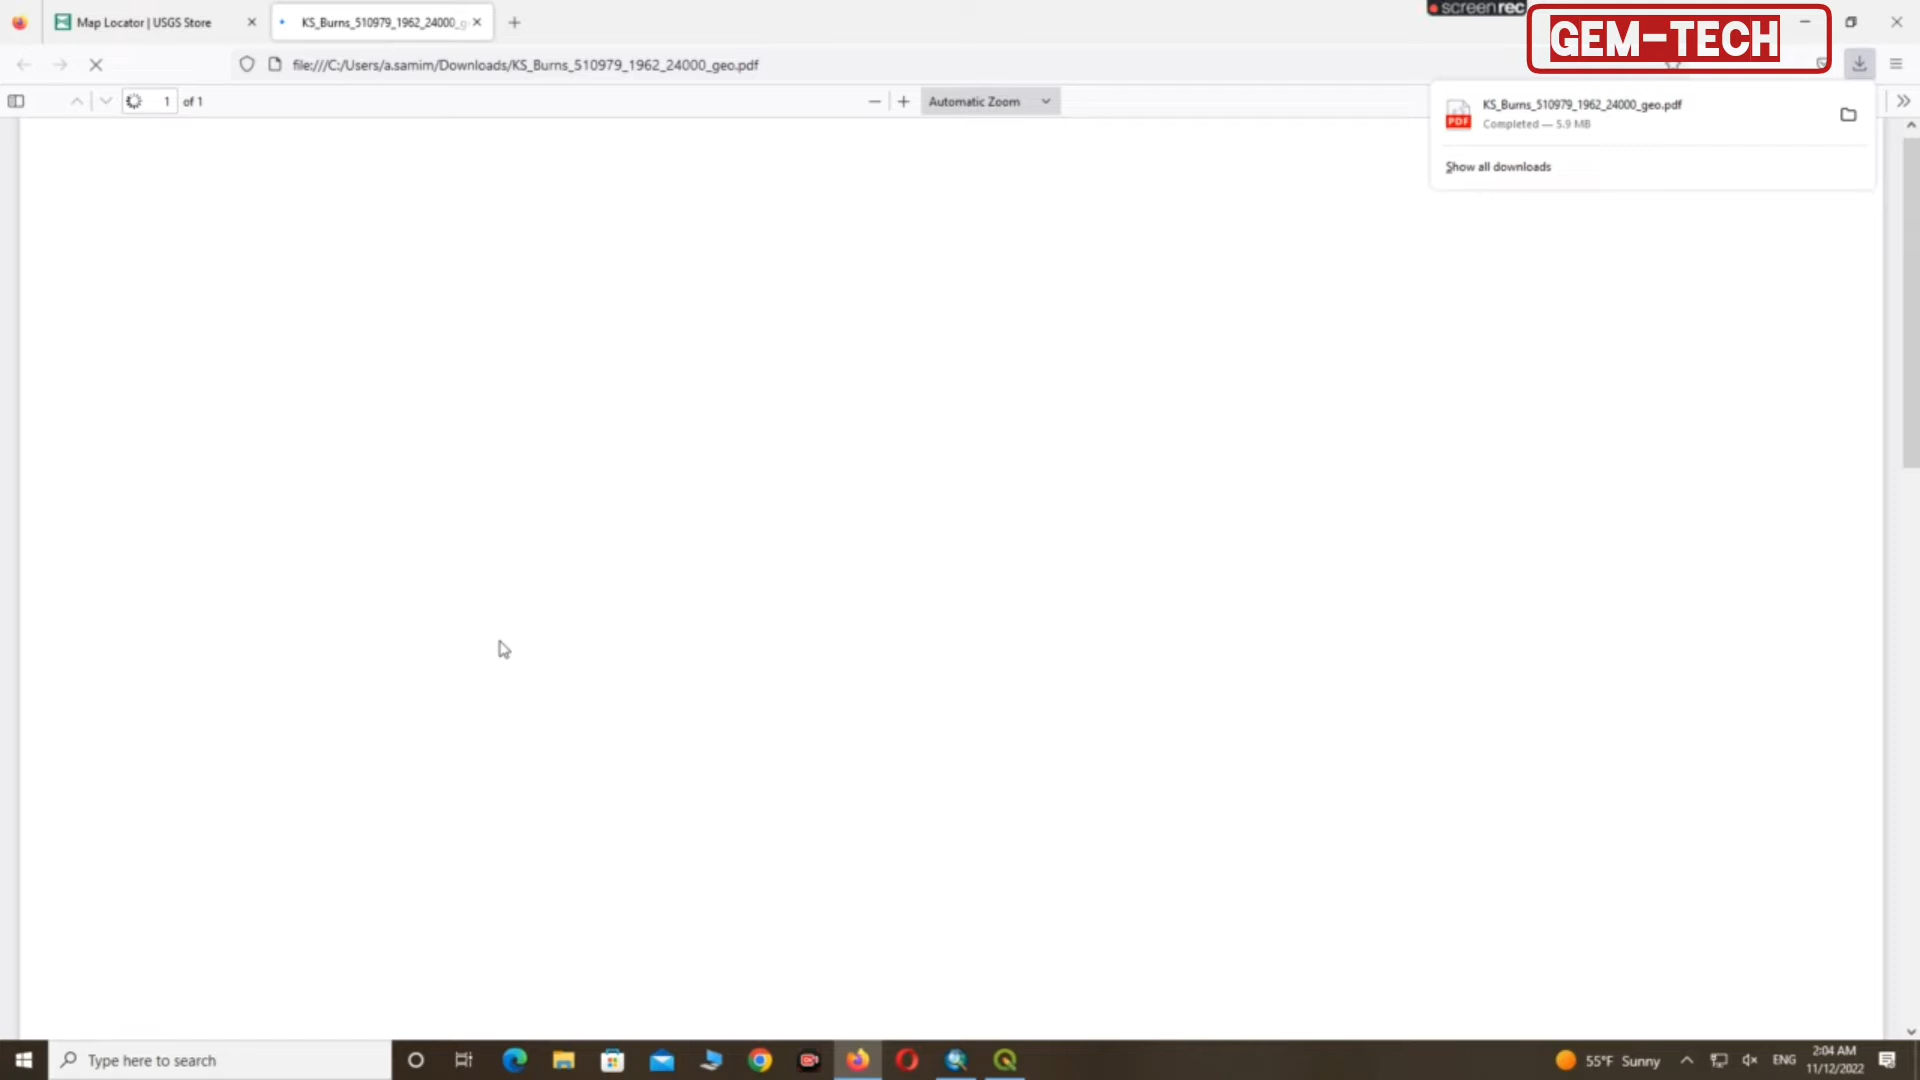 screenrec
GEM-TECH
Map Locator | USGS Store
KS_Burns_510979_1962_24000_g
file:///C:/Users/a.samim/Downloads/KS_Burns_510979_1962_24000_geo.pdf
1 of 1
Automatic Zoom
KS_Burns_510979_1962_24000_geo.pdf
PDF
Completed — 5.9 MB
Show all downloads
Type here to search
55°F Sunny
ENG
2:04 AM
11/12/2022